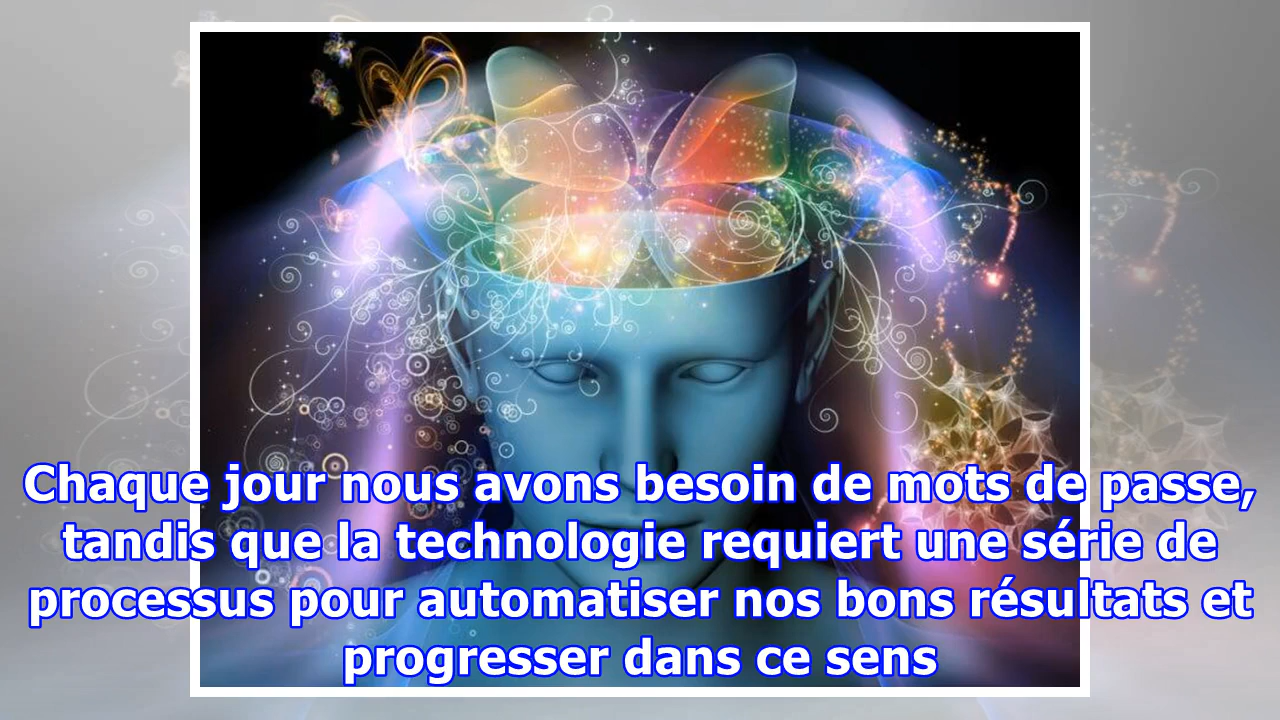 Chaque jour nous avons besoin de mots de passe,
tandis que la technologie requiert une série de
processus pour automatiser nos bons résultats et
progresser dans ce sens